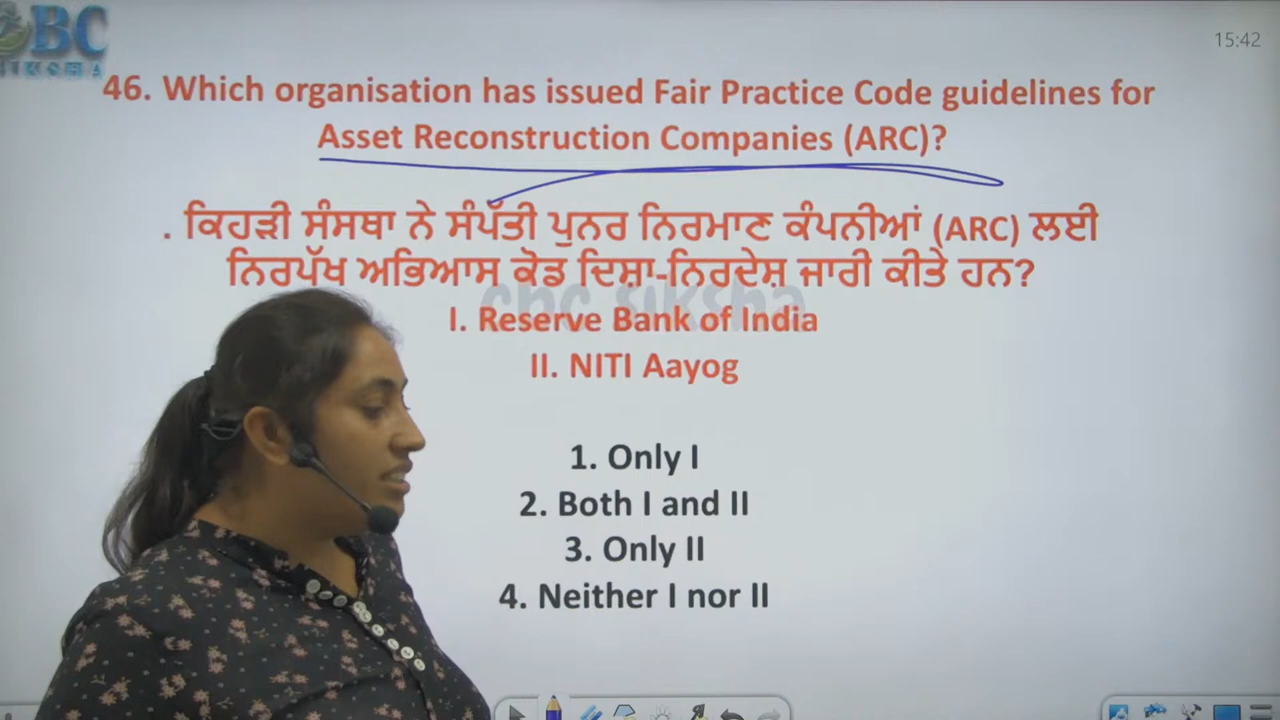 BC
15:42
46. Which organisation has issued Fair Practice Code guidelines for
Asset Reconstruction Companies (ARC)?
. ਕਿਹੜੀ ਸੰਸਥਾ ਨੇ ਸੰਪੱਤੀ ਪੁਨਰ ਨਿਰਮਾਣ ਕੰਪਨੀਆਂ (ARC) ਲਈ
ਨਿਰਪੱਖ ਅਭਿਆਸ ਕੋਡ ਦਿਸ਼ਾ-ਨਿਰਦੇਸ਼ ਜਾਰੀ ਕੀਤੇ ਹਨ?
siksha
I. Reserve Bank of India
II. NITI Aayog
1. Only I
2. Both I and II
3. Only II
4. Neither I nor II